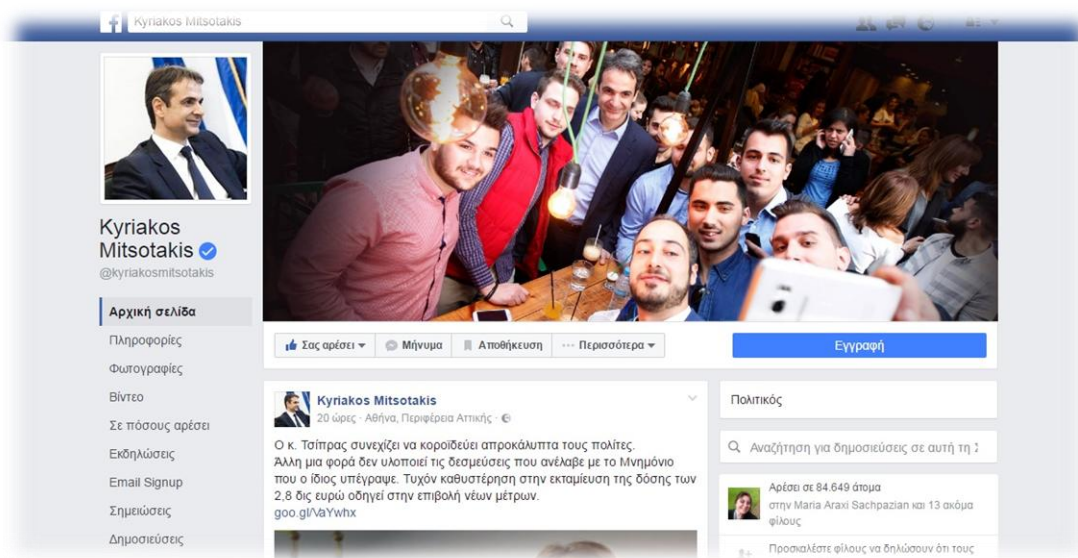 Kyriakos Mitsotakis
Kyriakos
Mitsotakis
@kyriakosmitsotakis
Αρχική σελίδα
Πληροφορίες
Φωτογραφίες
Βίντεο
Σε πόσους αρέσει
Εκδηλώσεις
Email Signup
Σημειώσεις
Δημοσιεύσεις
Σας αρέσει
Μήνυμα
Αποθήκευση
Περισσότερα
Εγγραφή
Kyriakos Mitsotakis
20 ώρες · Αθήνα, Περιφέρεια Αττικής ·
Ο κ. Τσίπρας συνεχίζει να κοροϊδεύει απροκάλυπτα τους πολίτες.
Άλλη μια φορά δεν υλοποιεί τις δεσμεύσεις που ανέλαβε με το Μνημόνιο
που ο ίδιος υπέγραψε. Τυχόν καθυστέρηση στην εκταμίευση της δόσης των
2,8 δις ευρώ οδηγεί στην επιβολή νέων μέτρων.
goo.gl/VaYwhx
Πολιτικός
Αναζήτηση για δημοσιεύσεις σε αυτή τη
Αρέσει σε 84.649 άτομα
στην Maria Araxi Sachpazian και 13 ακόμα
φίλους
Προσκαλέστε φίλους να δηλώσουν ότι τους